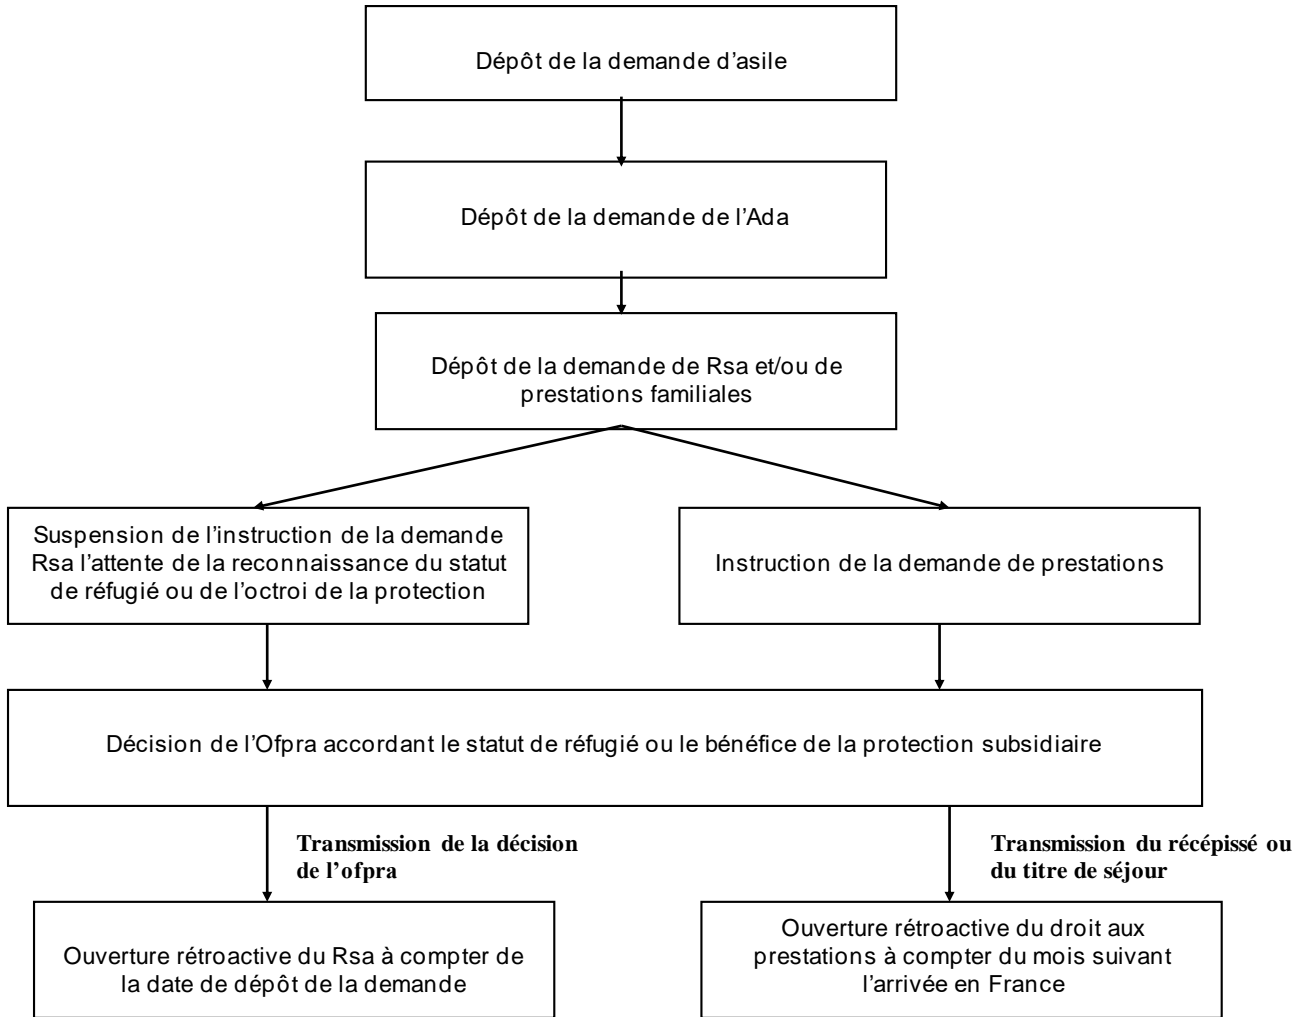 Dépôt de la demande d’asile
Dépôt de la demande de l’Ada
Dépôt de la demande de Rsa et/ou de
prestations familiales
Suspension de l’instruction de la demande
Rsa l’attente de la reconnaissance du statut
de réfugié ou de l’octroi de la protection
Instruction de la demande de prestations
Décision de l’Ofpra accordant le statut de réfugié ou le bénéfice de la protection subsidiaire
Transmission de la décision
de l’ofpra
Transmission du récépissé ou
du titre de séjour
Ouverture rétroactive du Rsa à compter de
la date de dépôt de la demande
Ouverture rétroactive du droit aux
prestations à compter du mois suivant
l’arrivée en France